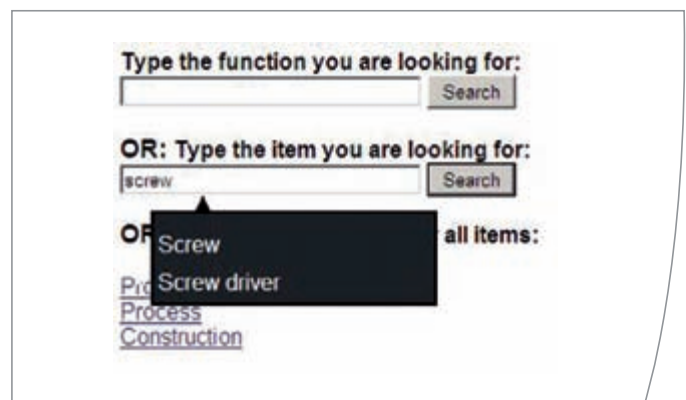 Type the function you are looking for:
Search
OR: Type the item you are looking for:
screw Search
OR all items:
Screw
Screw driver
Process
Construction